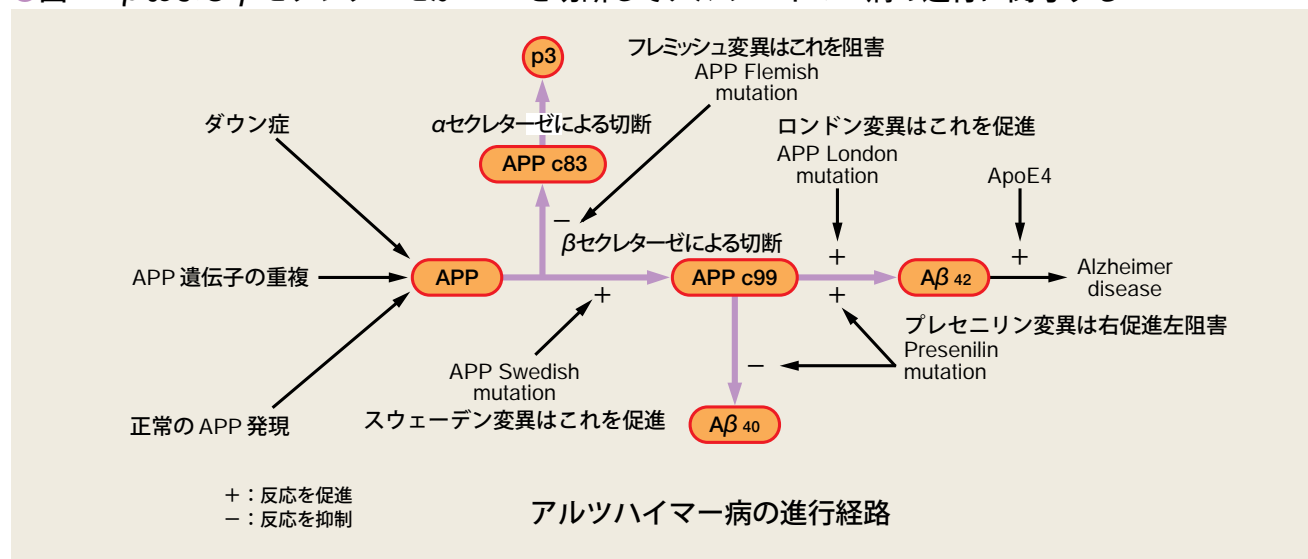 p3
フレミッシュ変異はこれを阻害
APP Flemish
mutation
ダウン症
αセクレターゼによる切断
ロンドン変異はこれを促進
APP London
mutation
APP c83
ApoE4
−
βセクレターゼによる切断
+
+
APP 遺伝子の重複
APP
APP c99
Aβ 42
Alzheimer
disease
+
+
プレセニリン変異は右促進左阻害
Presenilin
mutation
−
APP Swedish
mutation
スウェーデン変異はこれを促進
正常の APP 発現
Aβ 40
+:反応を促進
−:反応を抑制
アルツハイマー病の進行経路